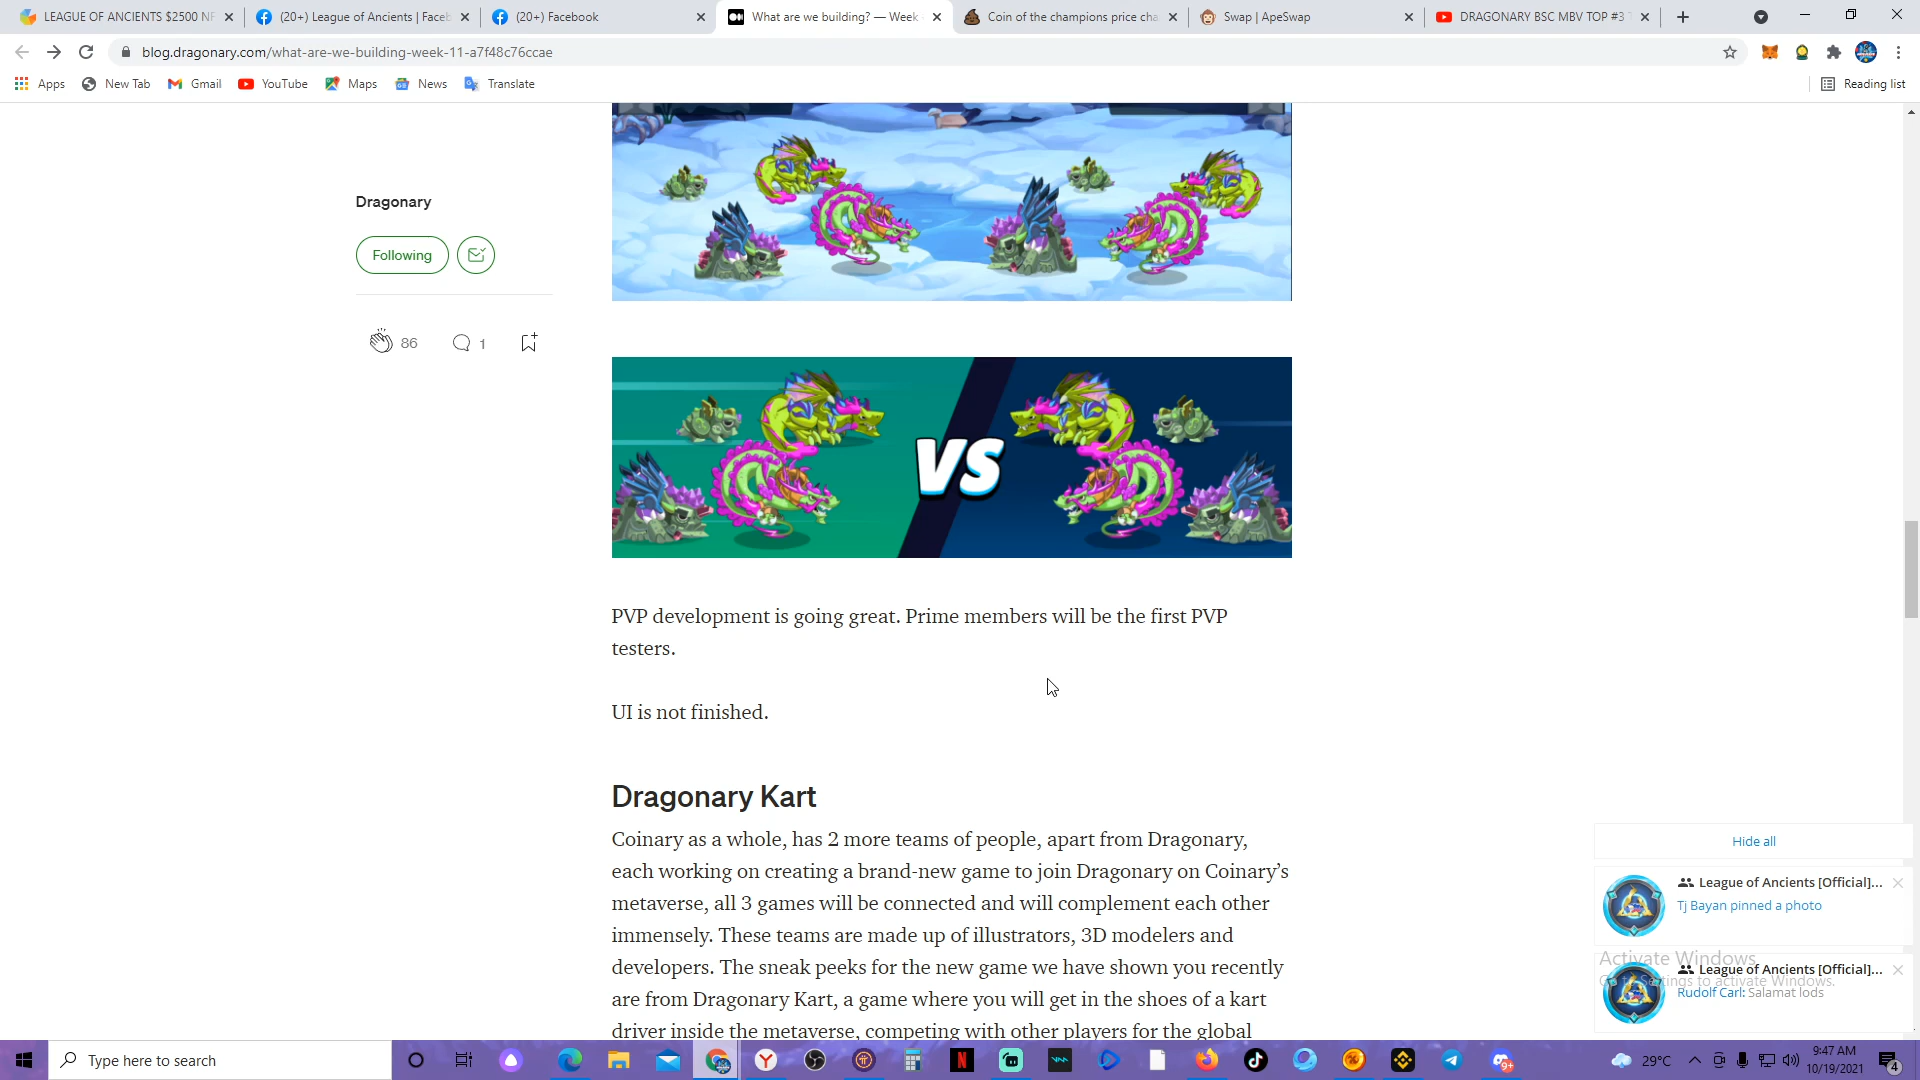 LEAGUE OF ANCIENTS $2500 NF
(20+) League of Ancients | Faceb
(20+) Facebook
What are we building? — Week
Coin of the champions price cha
Swap | ApeSwap
DRAGONARY BSC MBV TOP #3 T
blog.dragonary.com/what-are-we-building-week-11-a7f48c76ccae
Apps
New Tab
Gmail
YouTube
Maps
News
Translate
Reading list
Dragonary
Following
86
1
VS
PVP development is going great. Prime members will be the first PVP
testers.
UI is not finished.
Dragonary Kart
Coinary as a whole, has 2 more teams of people, apart from Dragonary,
each working on creating a brand-new game to join Dragonary on Coinary’s
metaverse, all 3 games will be connected and will complement each other
immensely. These teams are made up of illustrators, 3D modelers and
developers. The sneak peeks for the new game we have shown you recently
are from Dragonary Kart, a game where you will get in the shoes of a kart
driver inside the metaverse, competing with other players for the global
Hide all
League of Ancients [Official]...
Tj Bayan pinned a photo
Activate Windows
League of Ancients [Official]...
Settings to activate Windows.
Rudolf Carl: Salamat lods
Type here to search
9+
29°C
9:47 AM
10/19/2021
4